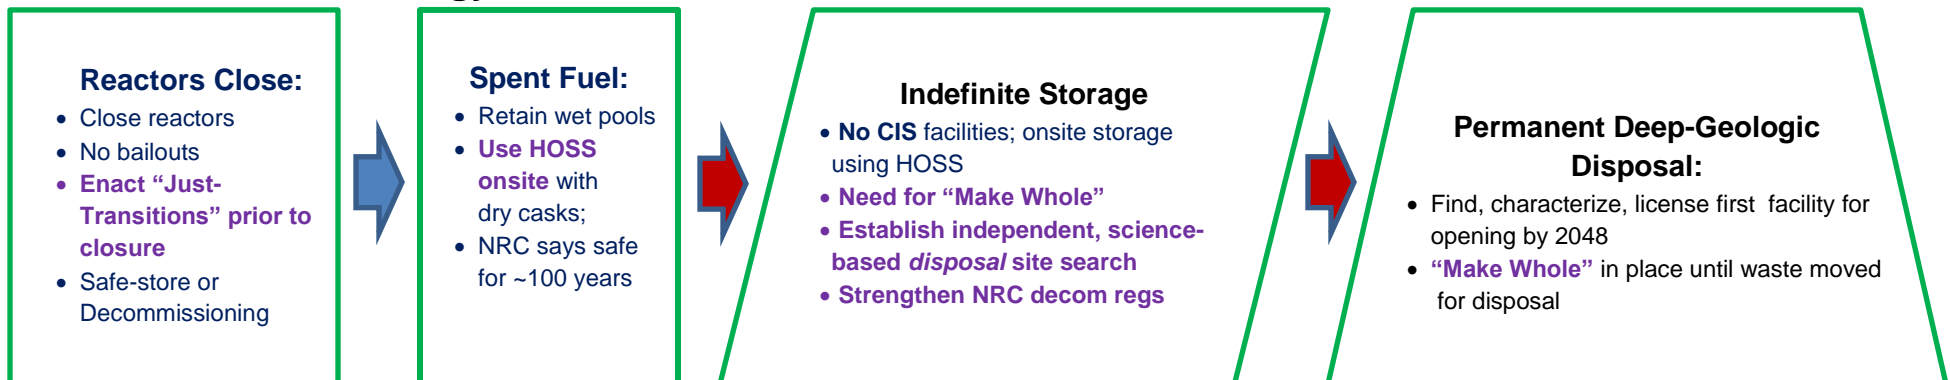 Reactors Close:
• Close reactors
• No bailouts
• Enact “Just-
Transitions” prior to
closure
• Safe-store or
Decommissioning
Spent Fuel:
• Retain wet pools
• Use HOSS
onsite with
dry casks;
• NRC says safe
for ~100 years
Indefinite Storage
• No CIS facilities; onsite storage
using HOSS
• Need for “Make Whole”
• Establish independent, science-
based disposal site search
• Strengthen NRC decom regs
Permanent Deep-Geologic
Disposal:
• Find, characterize, license first facility for
opening by 2048
• “Make Whole” in place until waste moved
for disposal